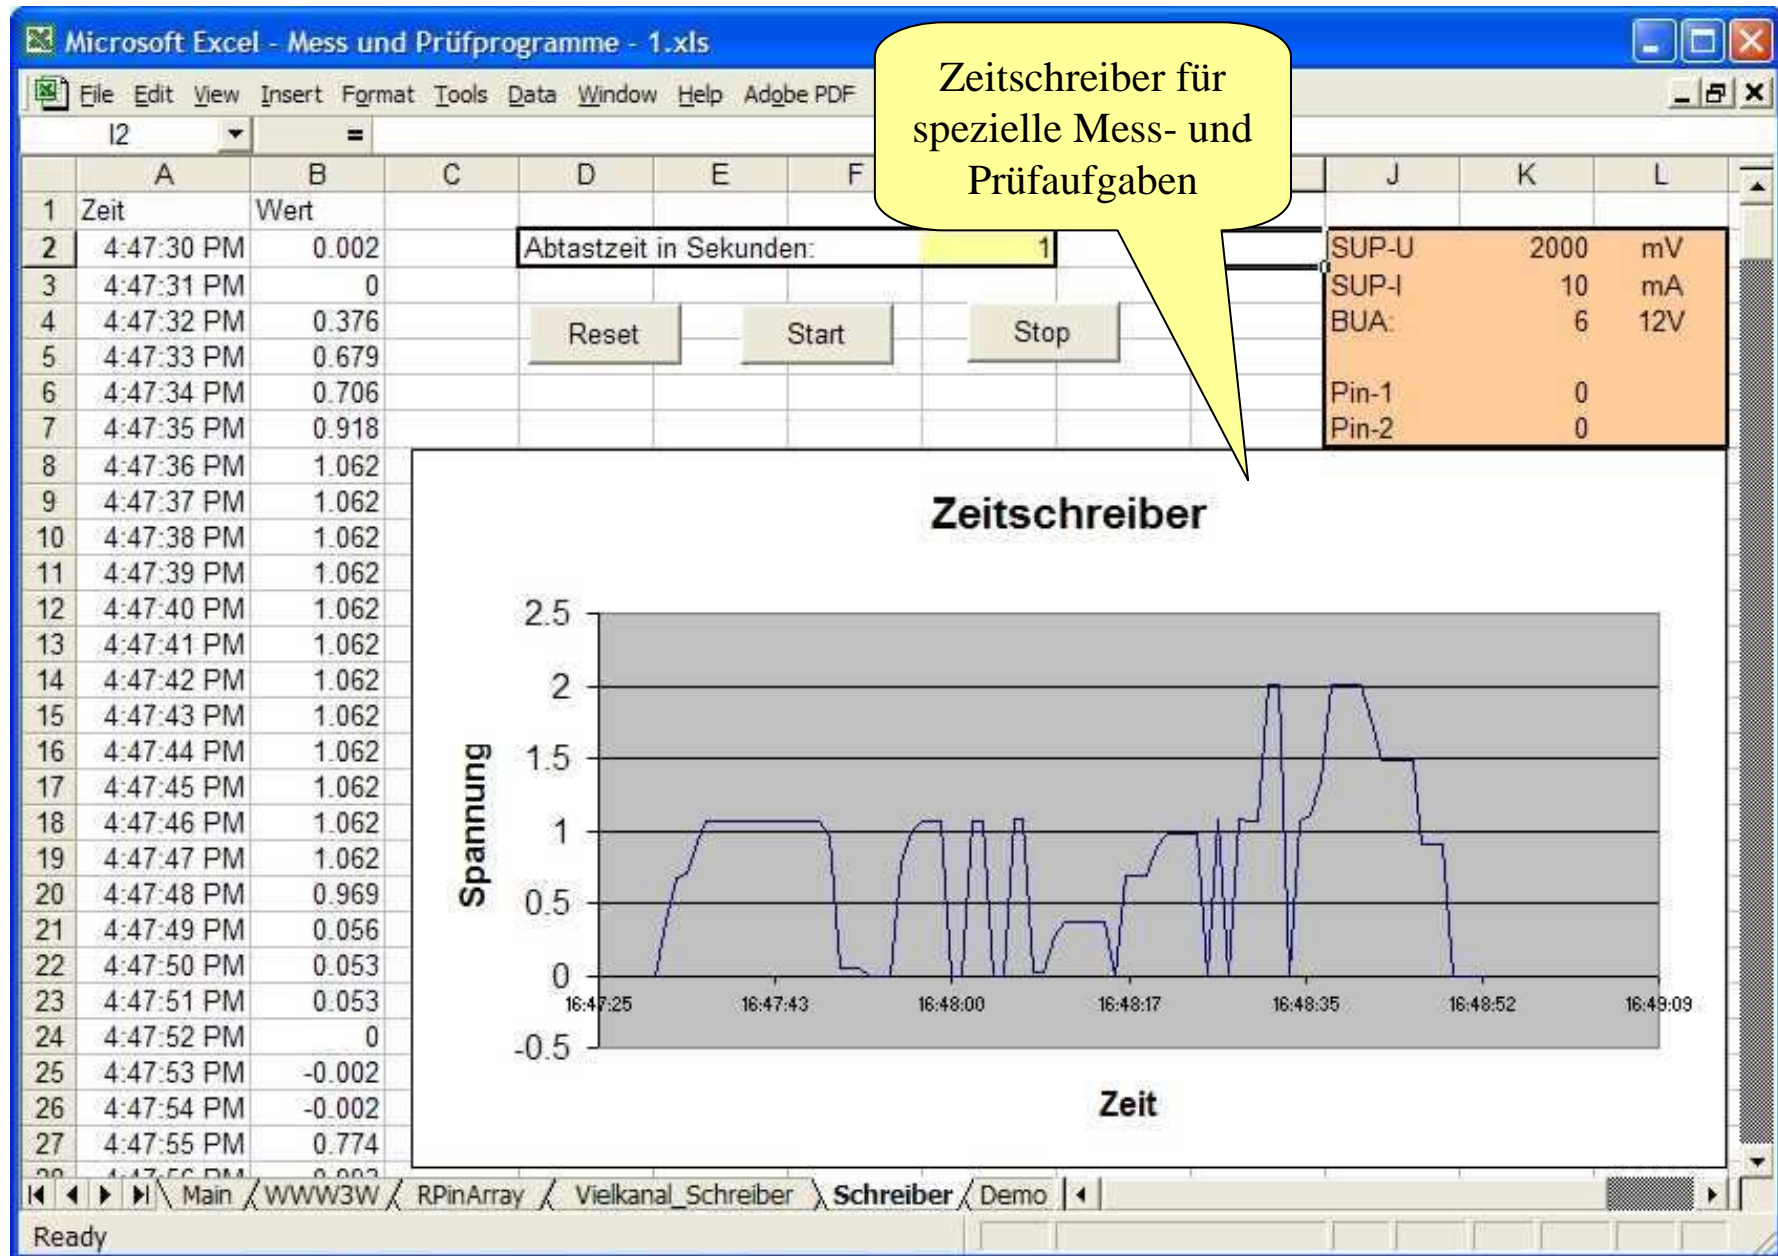 Microsoft Excel - Mess und Prüfprogramme - 1.xls
File Edit View Insert Format Tools Data Window Help Adobe PDF
Zeitschreiber für
spezielle Mess- und
Prüfaufgaben
I2 =
A B C D E F J K L
1 Zeit Wert
2 4:47:30 PM 0.002 Abtastzeit in Sekunden: 1 SUP-U 2000 mV
3 4:47:31 PM 0 SUP-I 10 mA
4 4:47:32 PM 0.376 Reset Start Stop BUA: 6 12V
5 4:47:33 PM 0.679
6 4:47:34 PM 0.706 Pin-1 0
7 4:47:35 PM 0.918 Pin-2 0
8 4:47:36 PM 1.062
9 4:47:37 PM 1.062
10 4:47:38 PM 1.062
11 4:47:39 PM 1.062
12 4:47:40 PM 1.062
13 4:47:41 PM 1.062
14 4:47:42 PM 1.062
15 4:47:43 PM 1.062
16 4:47:44 PM 1.062
17 4:47:45 PM 1.062
18 4:47:46 PM 1.062
19 4:47:47 PM 1.062
20 4:47:48 PM 0.969
21 4:47:49 PM 0.056
22 4:47:50 PM 0.053
23 4:47:51 PM 0.053
24 4:47:52 PM 0
25 4:47:53 PM -0.002
26 4:47:54 PM -0.002
27 4:47:55 PM 0.774
Zeitschreiber
2.5
2
1.5
1
0.5
0
-0.5
Spannung
16:47:25 16:47:43 16:48:00 16:48:17 16:48:35 16:48:52 16:49:09
Zeit
Main WWW3W RPinArray Vielkanal_Schreiber Schreiber Demo
Ready